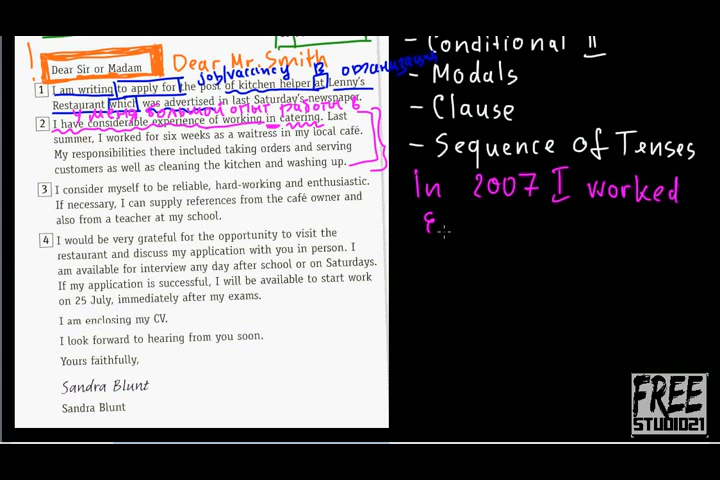 Dear Sir or Madam
Dear Mr. Smith
job/vaccincy в организация
1 I am writing to apply for the post of kitchen helper at Lenny's
Restaurant which was advertised in last Saturday's newspaper.
большой опыт работы в
2 I have considerable experience of working in catering. Last
summer, I worked for six weeks as a waitress in my local café.
My responsibilities there included taking orders and serving
customers as well as cleaning the kitchen and washing up.
3 I consider myself to be reliable, hard-working and enthusiastic.
If necessary, I can supply references from the café owner and
also from a teacher at my school.
4 I would be very grateful for the opportunity to visit the
restaurant and discuss my application with you in person. I
am available for interview any day after school or on Saturdays.
If my application is successful, I will be available to start work
on 25 July, immediately after my exams.
I am enclosing my CV.
I look forward to hearing from you soon.
Yours faithfully,
Sandra Blunt
Sandra Blunt
- Conditional II
- Modals
- Clause
- Sequence of Tenses
In 2007 I worked
FREE
STUDIO21